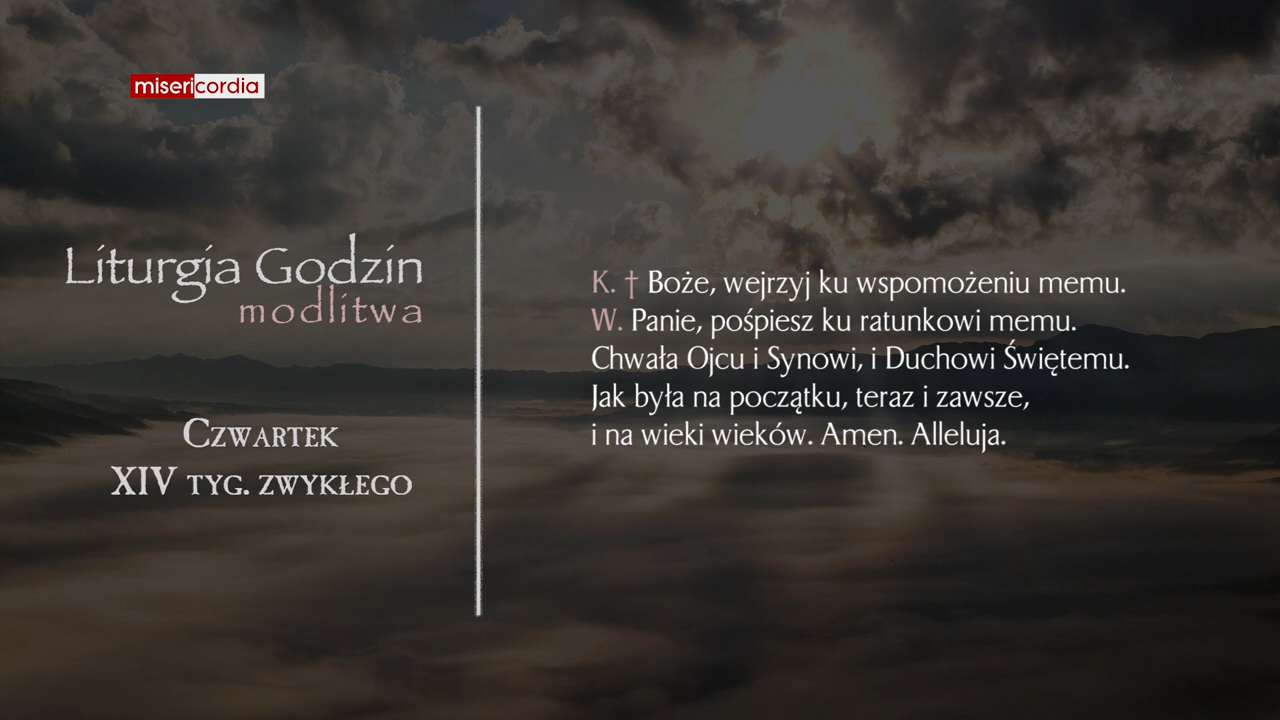 misericordia
Liturgia Godzin
modlitwa
Czwartek
XIV tyg. zwykłego
K. † Boże, wejrzyj ku wspomożeniu memu.
W. Panie, pośpiesz ku ratunkowi memu.
Chwała Ojcu i Synowi, i Duchowi Świętemu.
Jak była na początku, teraz i zawsze,
i na wieki wieków. Amen. Alleluja.